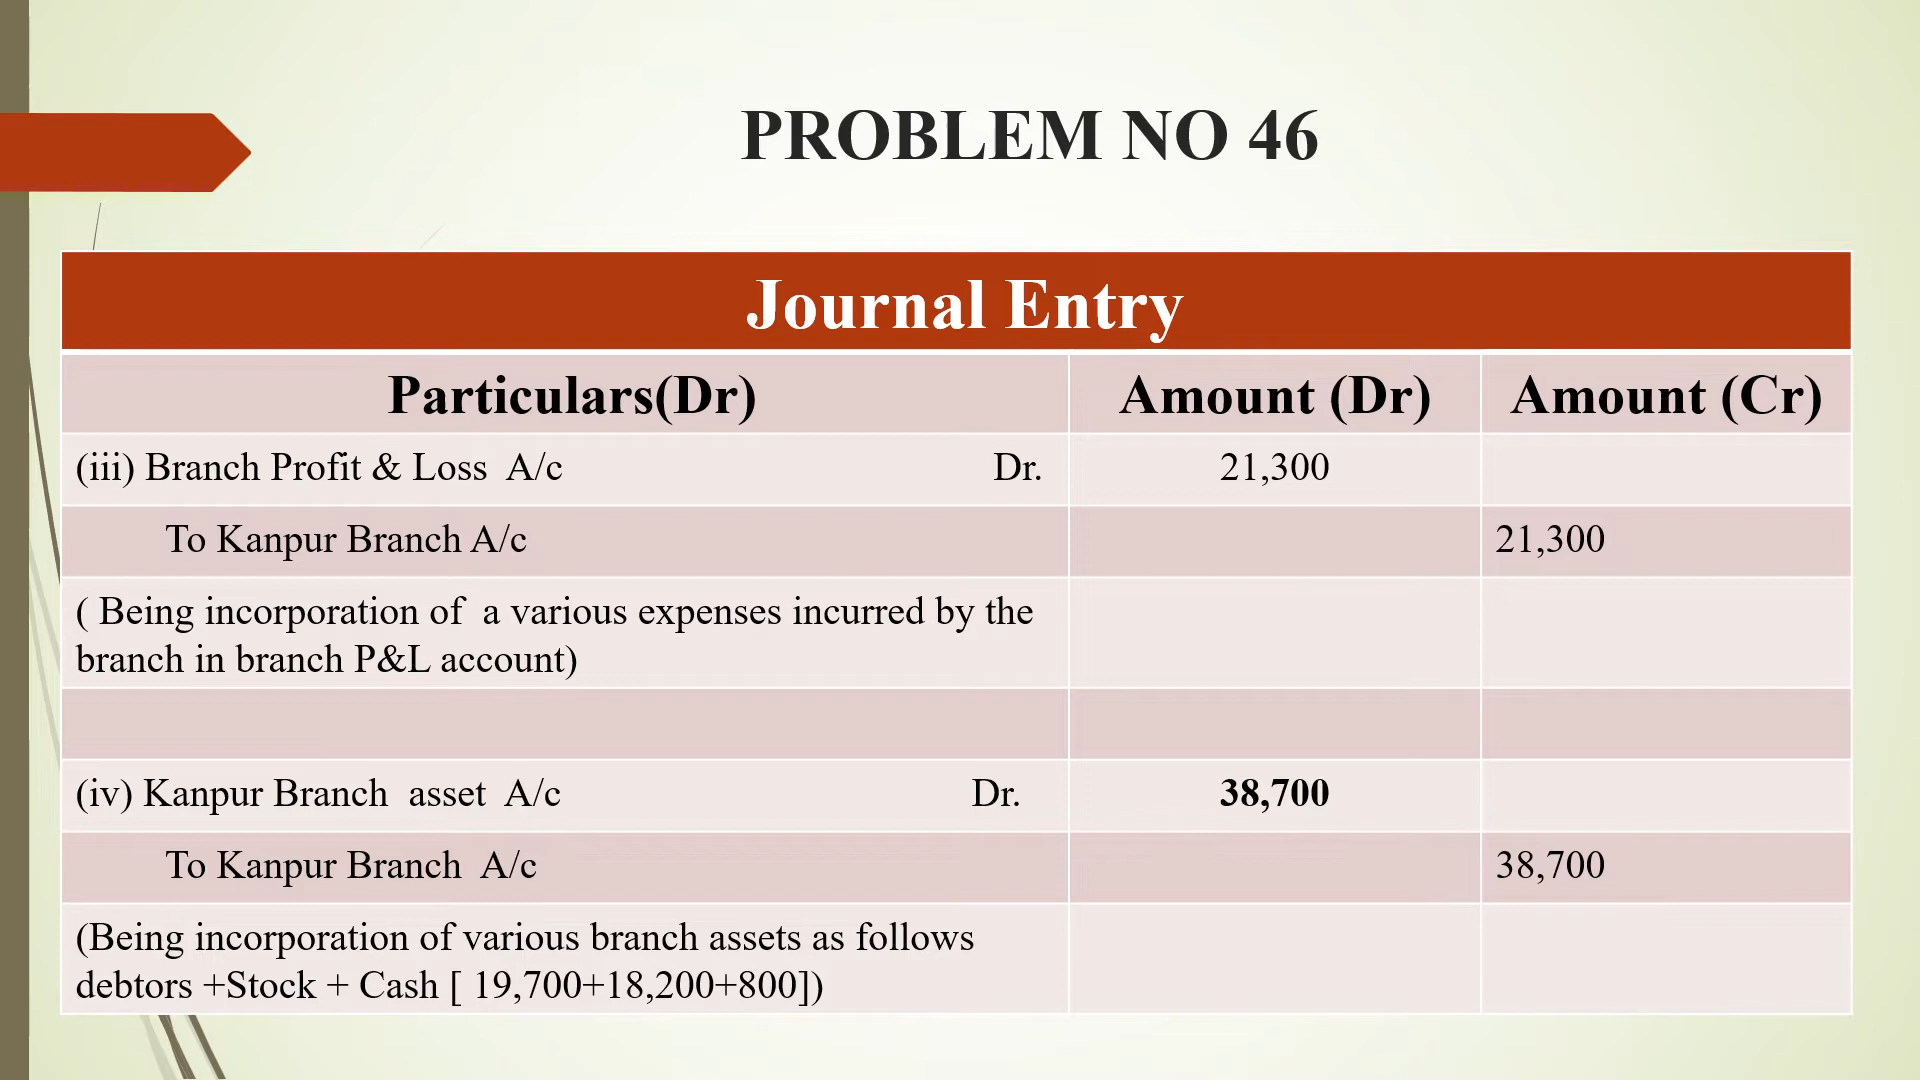 PROBLEM NO 46
Journal Entry
Particulars(Dr) Amount (Dr) Amount (Cr)
(iii) Branch Profit & Loss A/c Dr. 21,300
To Kanpur Branch A/c 21,300
( Being incorporation of a various expenses incurred by the
branch in branch P&L account)
(iv) Kanpur Branch asset A/c Dr. 38,700
To Kanpur Branch A/c 38,700
(Being incorporation of various branch assets as follows
debtors +Stock + Cash [ 19,700+18,200+800])